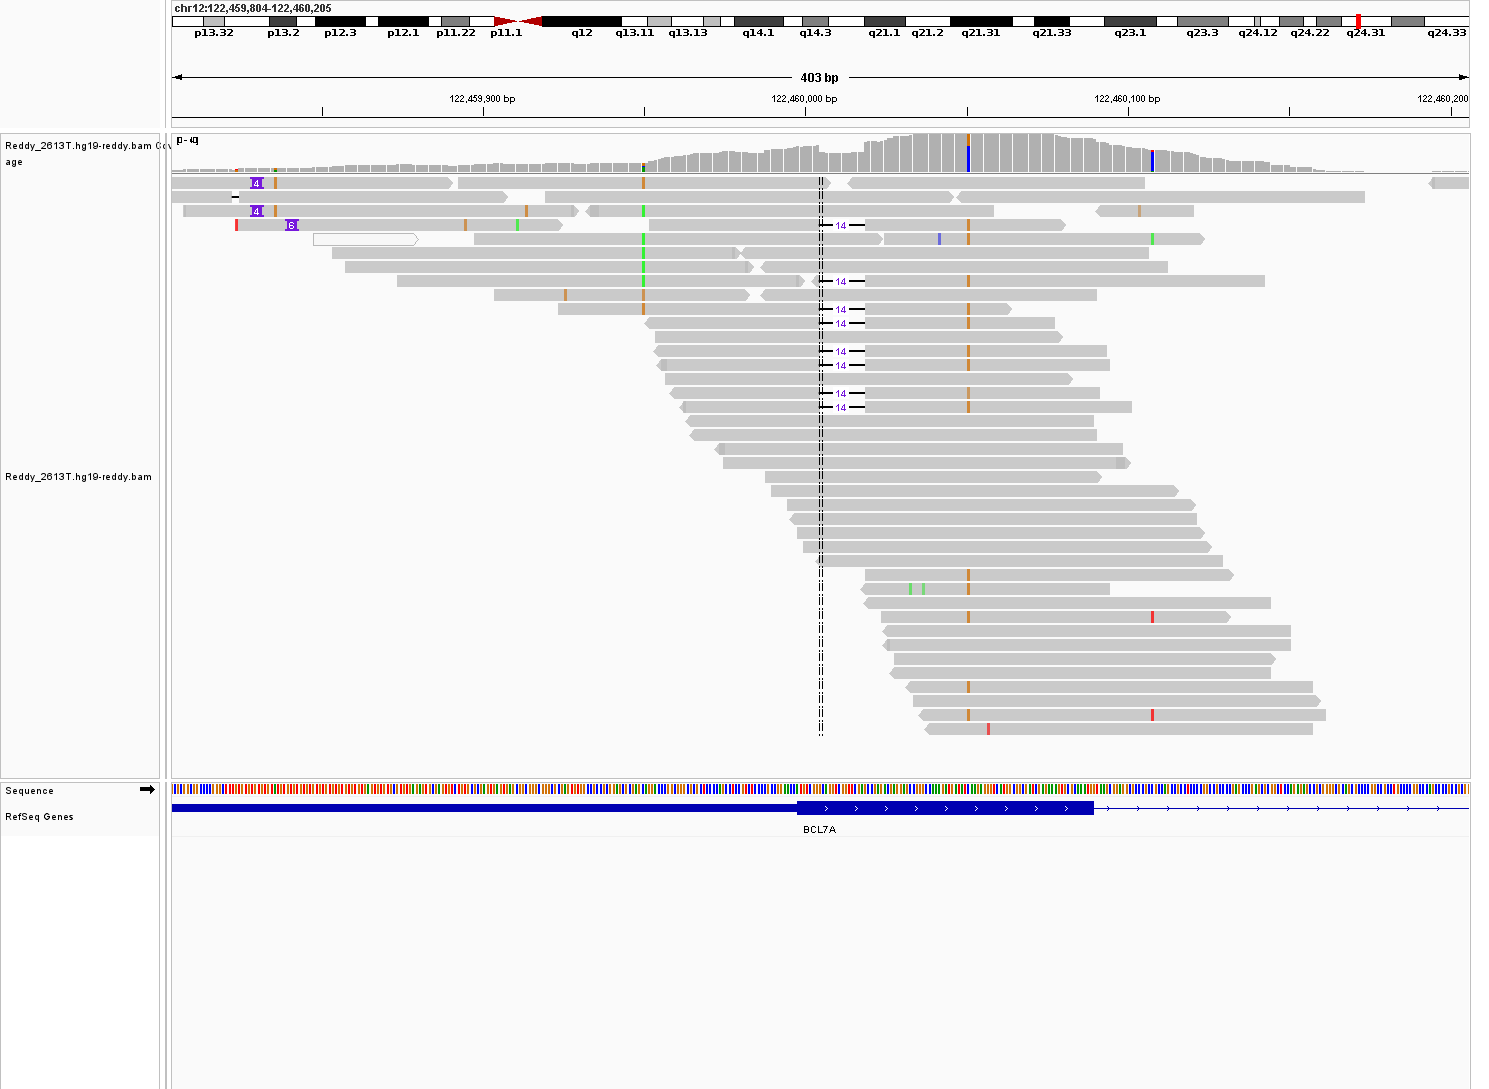 chr12:122,459,804-122,460,205
p13.32 p13.2 p12.3 p12.1 p11.22 p11.1 q12 q13.11 q13.13 q14.1 q14.3 q21.1 q21.2 q21.31 q21.33 q23.1 q23.3 q24.12 q24.22 q24.31 q24.33
403 bp
122,459,900 bp 122,460,000 bp 122,460,100 bp 122,460,200
Reddy_2613T.hg19-reddy.bam Cov
age
4
4
6 14
14
14
14
14
14
14
14
Reddy_2613T.hg19-reddy.bam
Sequence
RefSeq Genes
BCL7A